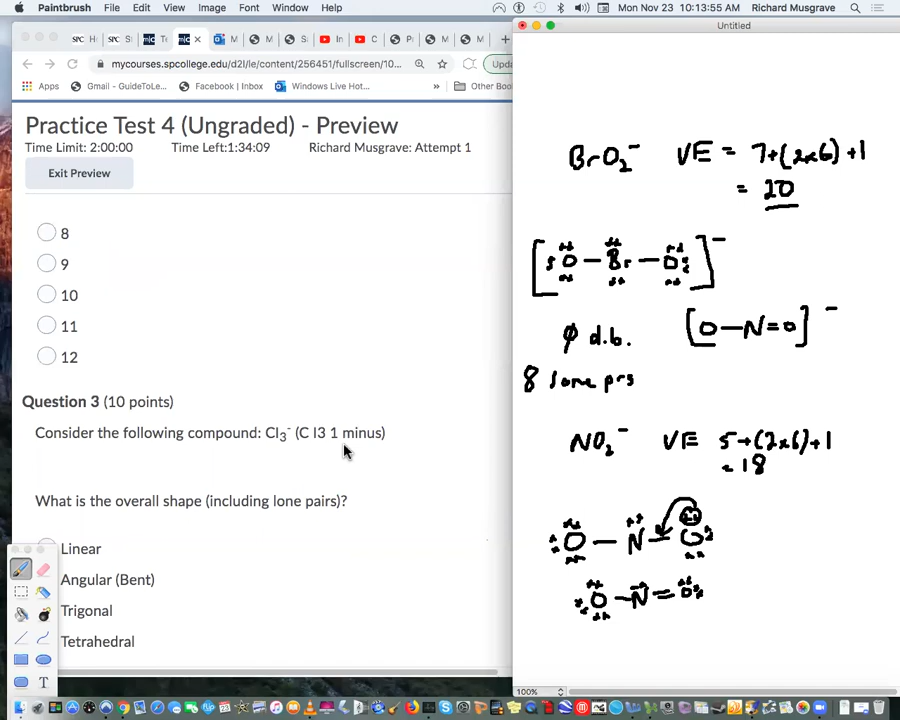 Paintbrush File Edit View Image Font Window Help Mon Nov 23 10:13:55 AM Richard Musgrave
Untitled
mycourses.spcollege.edu/d2l/le/content/256451/fullscreen/10...
Apps Gmail - GuideToLe... Facebook | Inbox Windows Live Hot... » Other Boo
Practice Test 4 (Ungraded) - Preview
Time Limit: 2:00:00 Time Left:1:34:09 Richard Musgrave: Attempt 1
Exit Preview
8
9
10
11
12
Question 3 (10 points)
Consider the following compound: CI₃⁻ (C I3 1 minus)
What is the overall shape (including lone pairs)?
Linear
Angular (Bent)
Trigonal
Tetrahedral
BrO₂⁻ VE = 7+(2x6)+1
= 20
[O—Br—O]⁻
φ d.b. [O—N=O]⁻
8 lone prs
NO₂⁻ VE 5+(2x6)+1
=18
O—N—O
O—N=O
100%